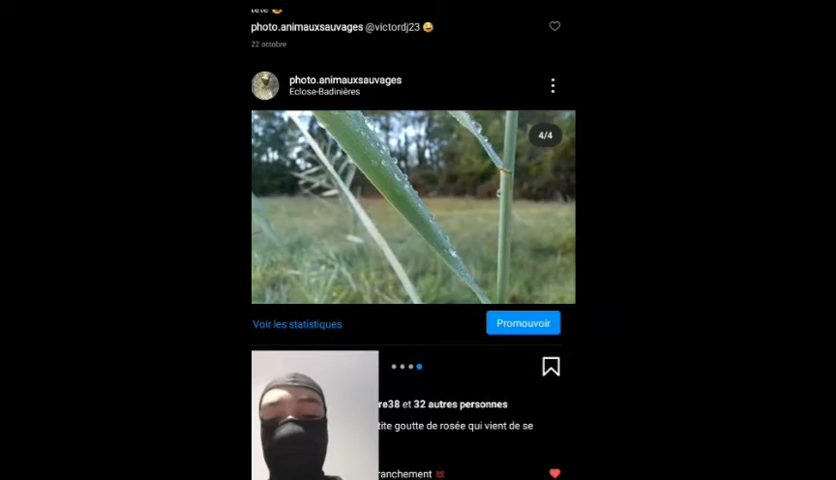 photo.animauxsauvages @victordj23 😂
22 octobre
photo.animauxsauvages
Eclose-Badinières
4/4
Voir les statistiques
Promouvoir
re38 et 32 autres personnes
tite goutte de rosée qui vient de se
ranchement